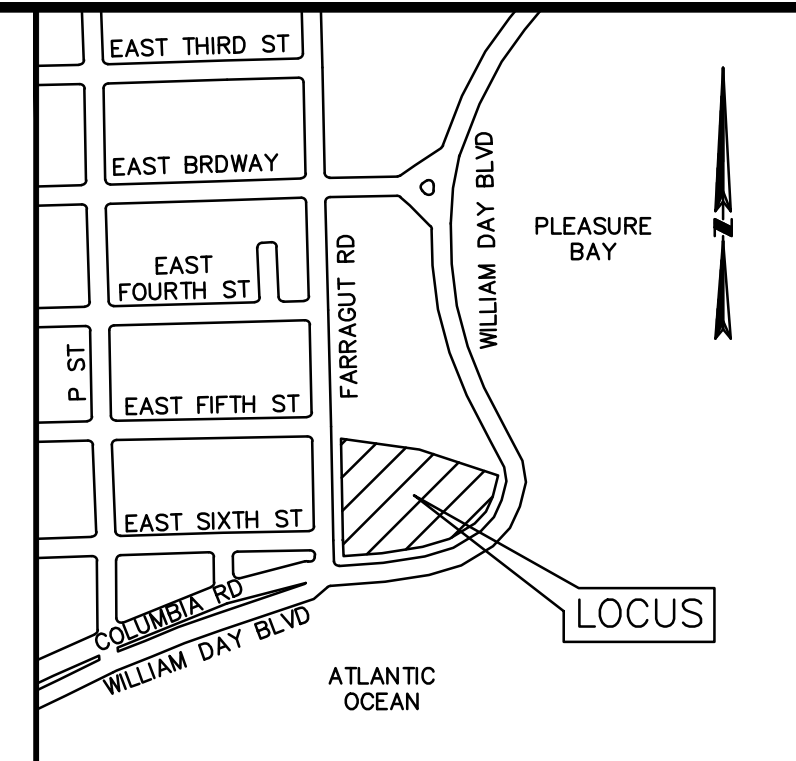 EAST THIRD ST
EAST BRDWAY
WILLIAM DAY BLVD
PLEASURE
BAY
N
EAST
FOURTH ST
FARRAGUT RD
P ST
EAST FIFTH ST
EAST SIXTH ST
COLUMBIA RD
WILLIAM DAY BLVD
LOCUS
ATLANTIC
OCEAN